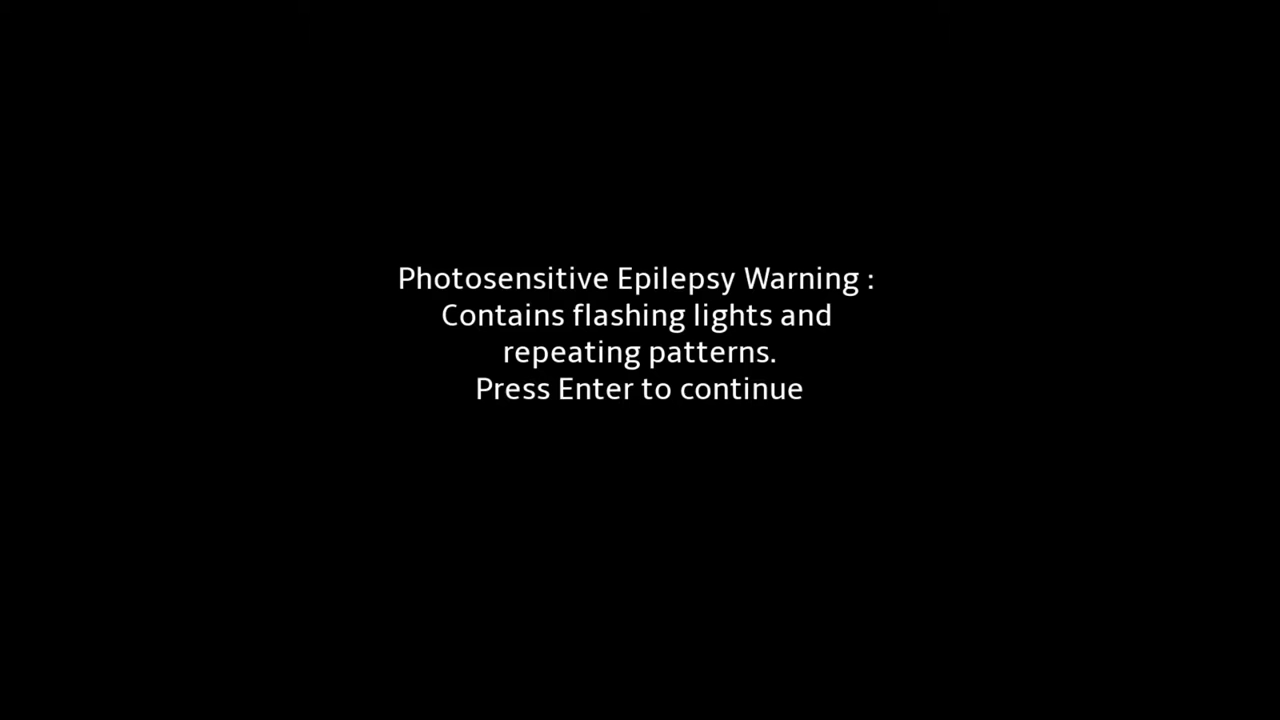 Photosensitive Epilepsy Warning :
Contains flashing lights and
repeating patterns.
Press Enter to continue